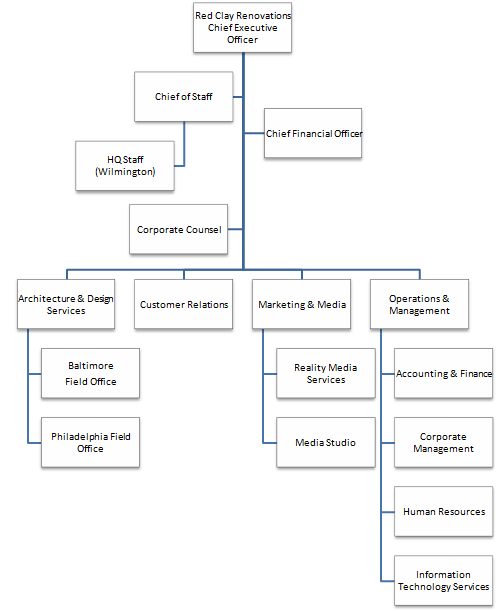 Red Clay Renovations
Chief Executive
Officer
Chief of Staff
Chief Financial Officer
HQ Staff
(Wilmington)
Corporate Counsel
Architecture & Design
Services
Customer Relations
Marketing & Media
Operations &
Management
Baltimore
Field Office
Reality Media
Services
Accounting & Finance
Philadelphia Field
Office
Media Studio
Corporate
Management
Human Resources
Information
Technology Services